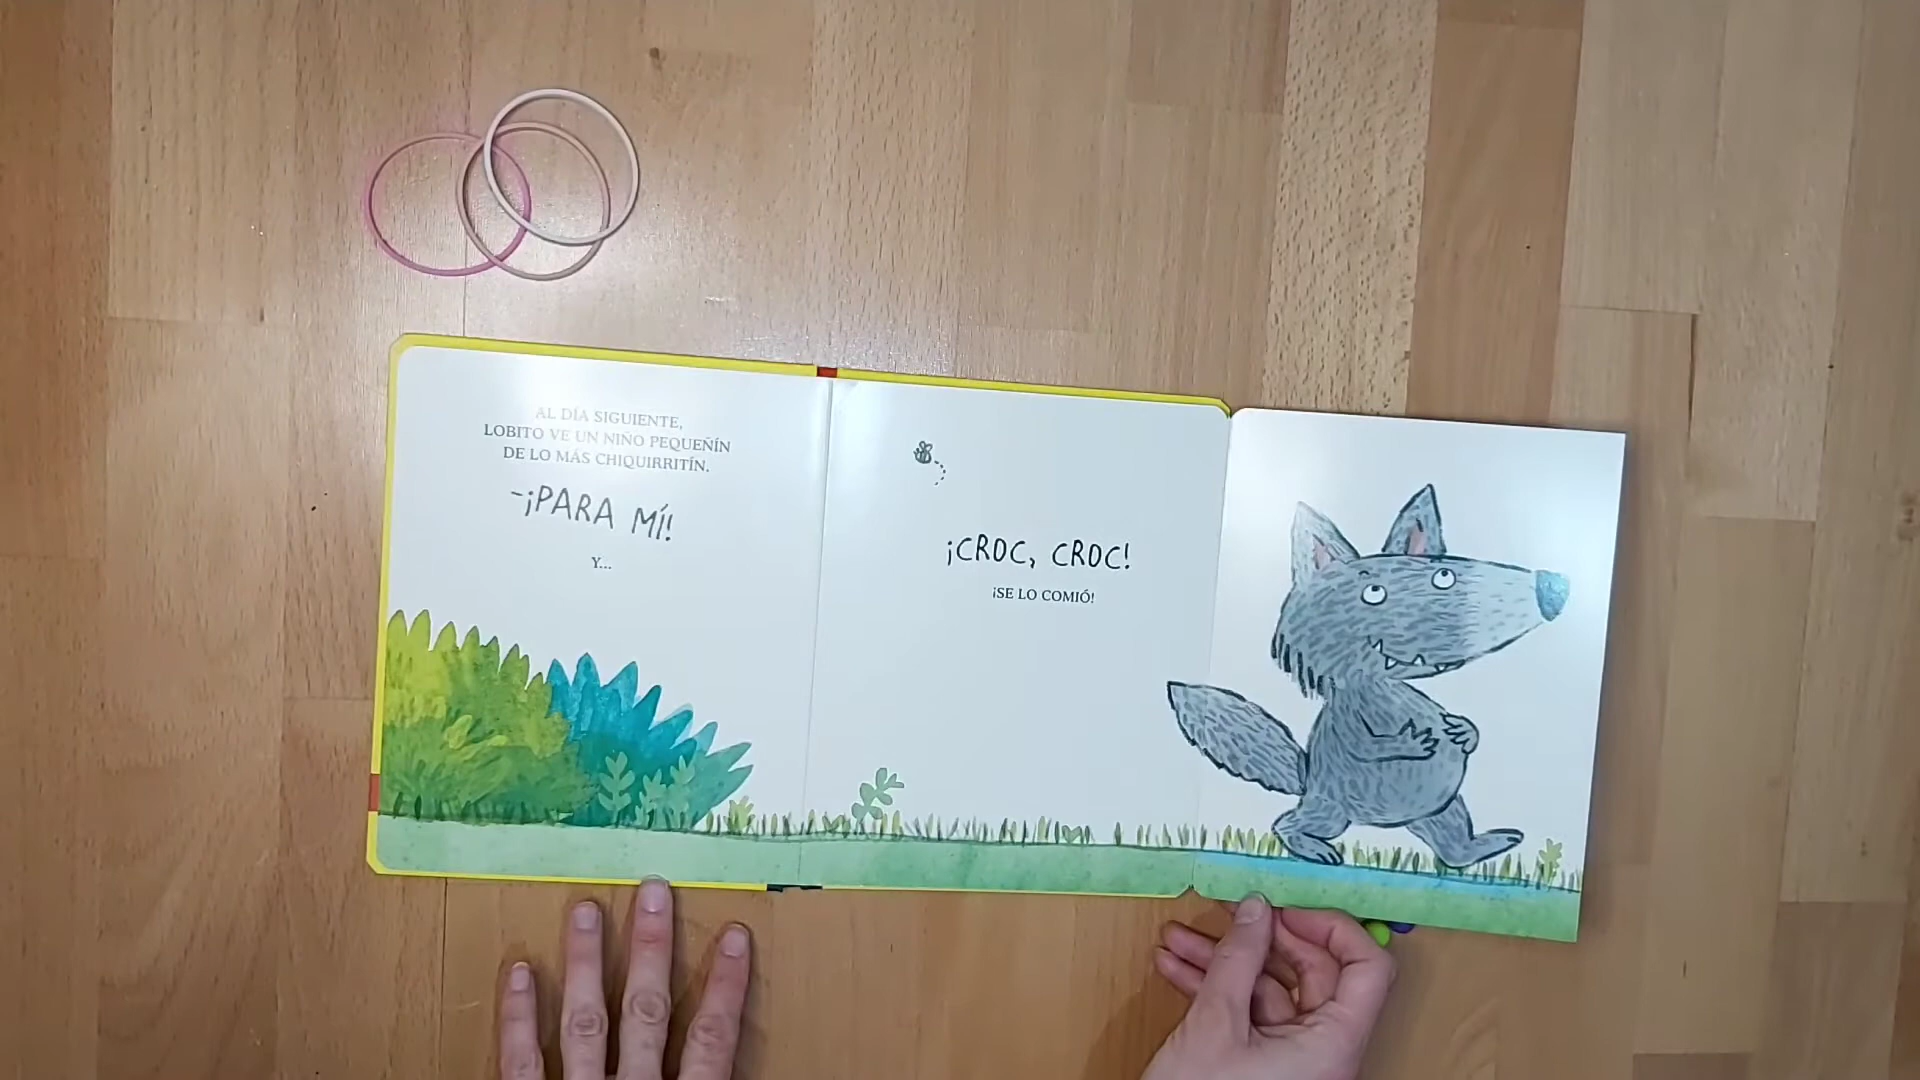 AL DÍA SIGUIENTE,
LOBITO VE UN NIÑO PEQUEÑÍN
DE LO MÁS CHIQUIRRITÍN.
-¡PARA MÍ!
Y...
¡CROC, CROC!
¡SE LO COMIÓ!